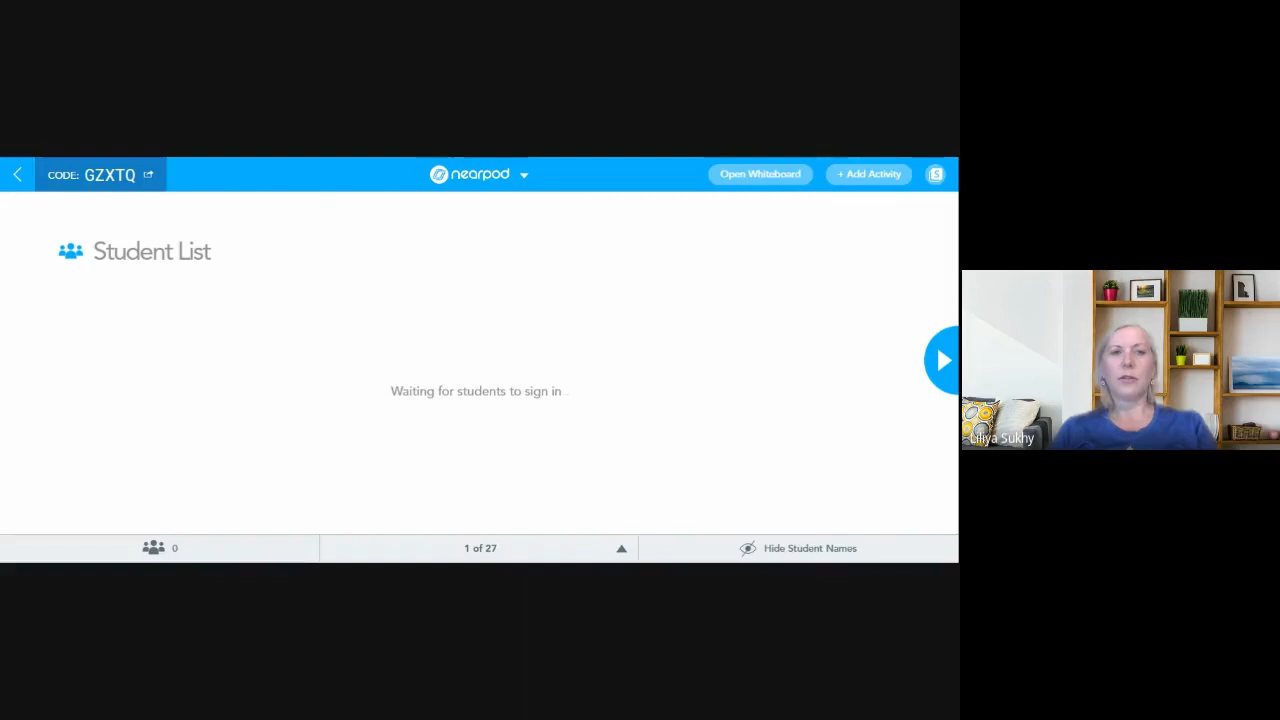 CODE: GZXTQ
nearpod
Open Whiteboard
+ Add Activity
S
Student List
Waiting for students to sign in...
Liliya Sukhy
0
1 of 27
Hide Student Names